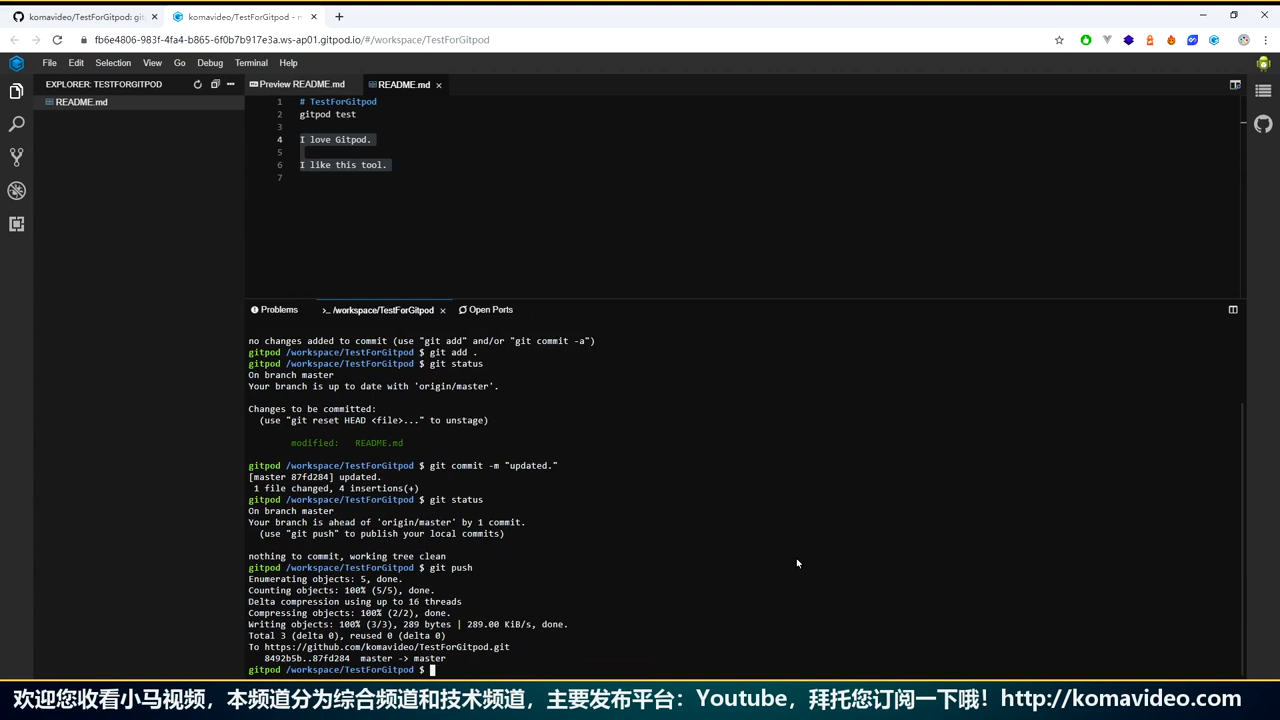 komavideo/TestForGitpod: git
komavideo/TestForGitpod - m
fb6e4806-983f-4fa4-b865-6f0b7b917e3a.ws-ap01.gitpod.io/#/workspace/TestForGitpod
File Edit Selection View Go Debug Terminal Help
EXPLORER: TESTFORGITPOD
Preview README.md
README.md
README.md
1 # TestForGitpod
2 gitpod test
3
4 I love Gitpod.
5
6 I like this tool.
7
Problems
>_ /workspace/TestForGitpod
Open Ports
no changes added to commit (use "git add" and/or "git commit -a")
gitpod /workspace/TestForGitpod $ git add .
gitpod /workspace/TestForGitpod $ git status
On branch master
Your branch is up to date with 'origin/master'.
Changes to be committed:
(use "git reset HEAD <file>..." to unstage)
modified: README.md
gitpod /workspace/TestForGitpod $ git commit -m "updated."
[master 87fd284] updated.
1 file changed, 4 insertions(+)
gitpod /workspace/TestForGitpod $ git status
On branch master
Your branch is ahead of 'origin/master' by 1 commit.
(use "git push" to publish your local commits)
nothing to commit, working tree clean
gitpod /workspace/TestForGitpod $ git push
Enumerating objects: 5, done.
Counting objects: 100% (5/5), done.
Delta compression using up to 16 threads
Compressing objects: 100% (2/2), done.
Writing objects: 100% (3/3), 289 bytes | 289.00 KiB/s, done.
Total 3 (delta 0), reused 0 (delta 0)
To https://github.com/komavideo/TestForGitpod.git
8492b5b..87fd284 master -> master
gitpod /workspace/TestForGitpod $
欢迎您收看小马视频，本频道分为综合频道和技术频道，主要发布平台：Youtube，拜托您订阅一下哦！http://komavideo.com